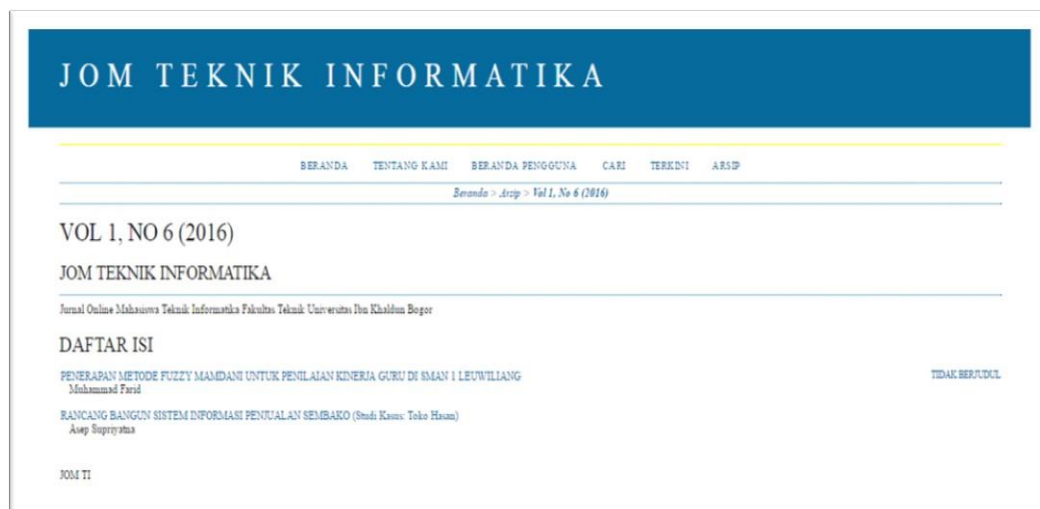 JOM TEKNIK INFORMATIKA
BERANDA TENTANG KAMI BERANDA PENGGUNA CARI TERKINI ARSIP
Beranda > Arsip > Vol 1, No 6 (2016)
VOL 1, NO 6 (2016)
JOM TEKNIK INFORMATIKA
Jurnal Online Mahasiswa Teknik Informatika Fakultas Teknik Universitas Ibn Khaldun Bogor
DAFTAR ISI
PENERAPAN METODE FUZZY MAMDANI UNTUK PENILAIAN KINERJA GURU DI SMAN 1 LEUWILIANG TIDAK BERJUDUL
Muhammad Farid
RANCANG BANGUN SISTEM INFORMASI PENJUALAN SEMBAKO (Studi Kasus: Toko Hasan)
Asep Supriyatna
JOM TI